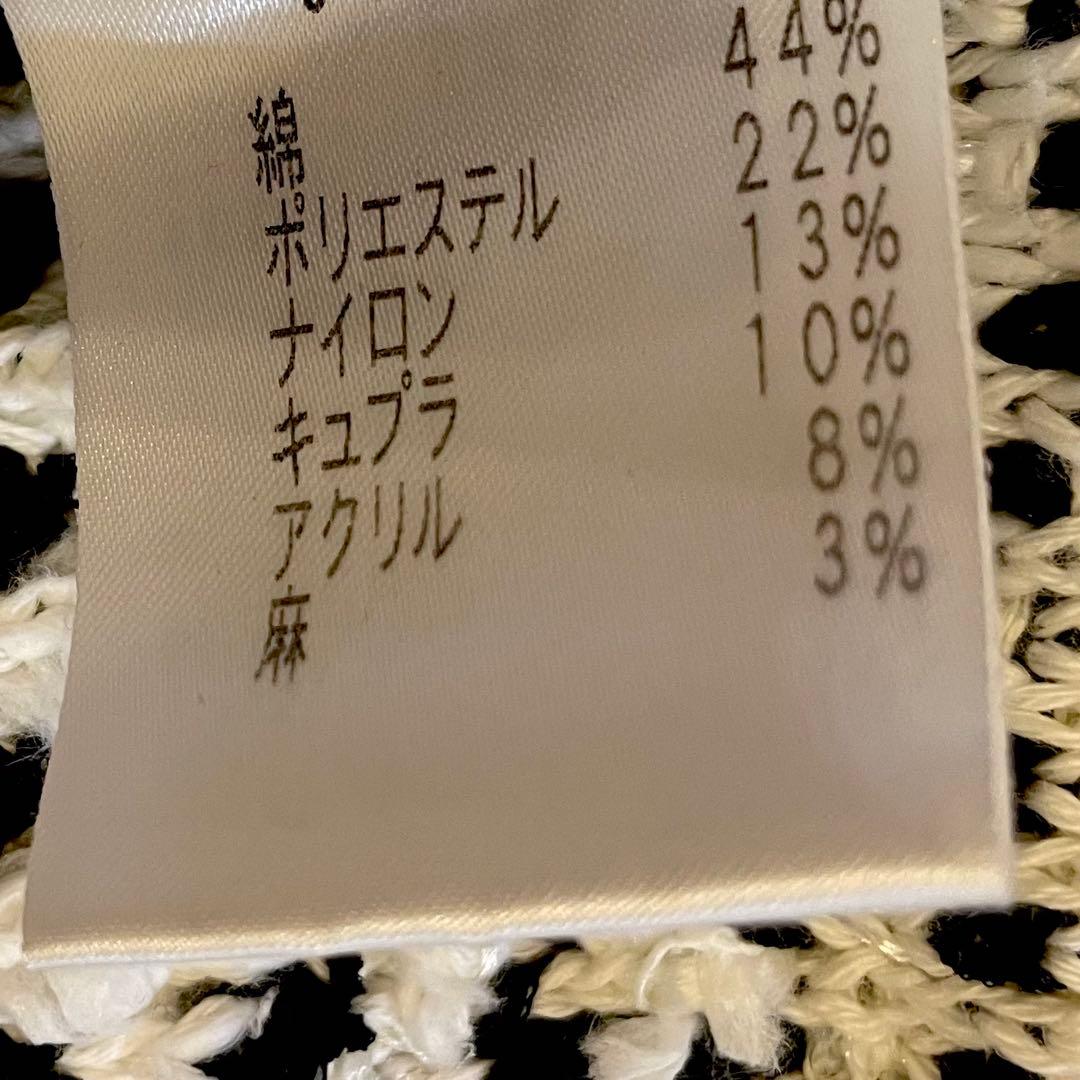 綿 44%
ポリエステル 22%
ナイロン 13%
キュプラ 10%
アクリル 8%
麻 3%